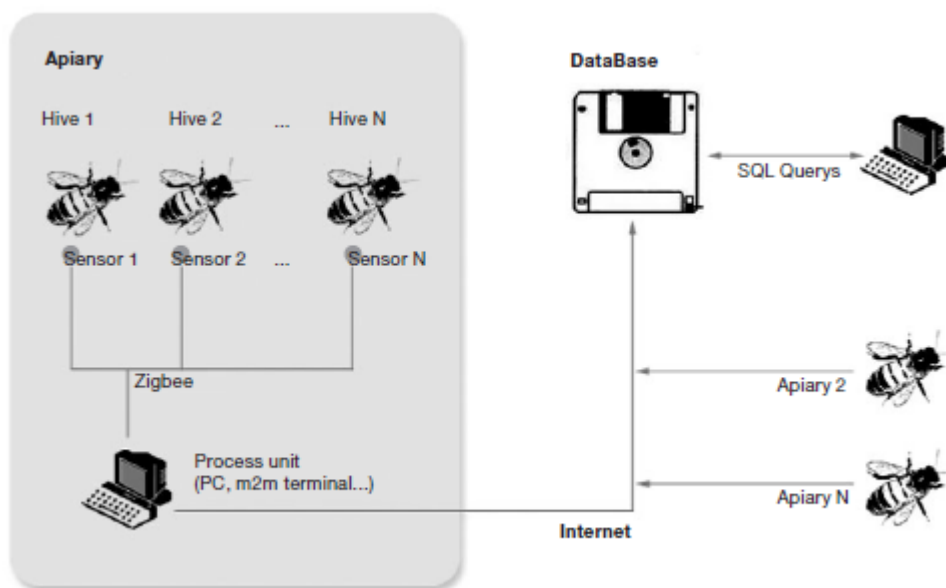 Apiary
Hive 1 Hive 2 ... Hive N
Sensor 1 Sensor 2 ... Sensor N
Zigbee
Process unit
(PC, m2m terminal...)
DataBase
SQL Querys
Apiary 2
Apiary N
Internet